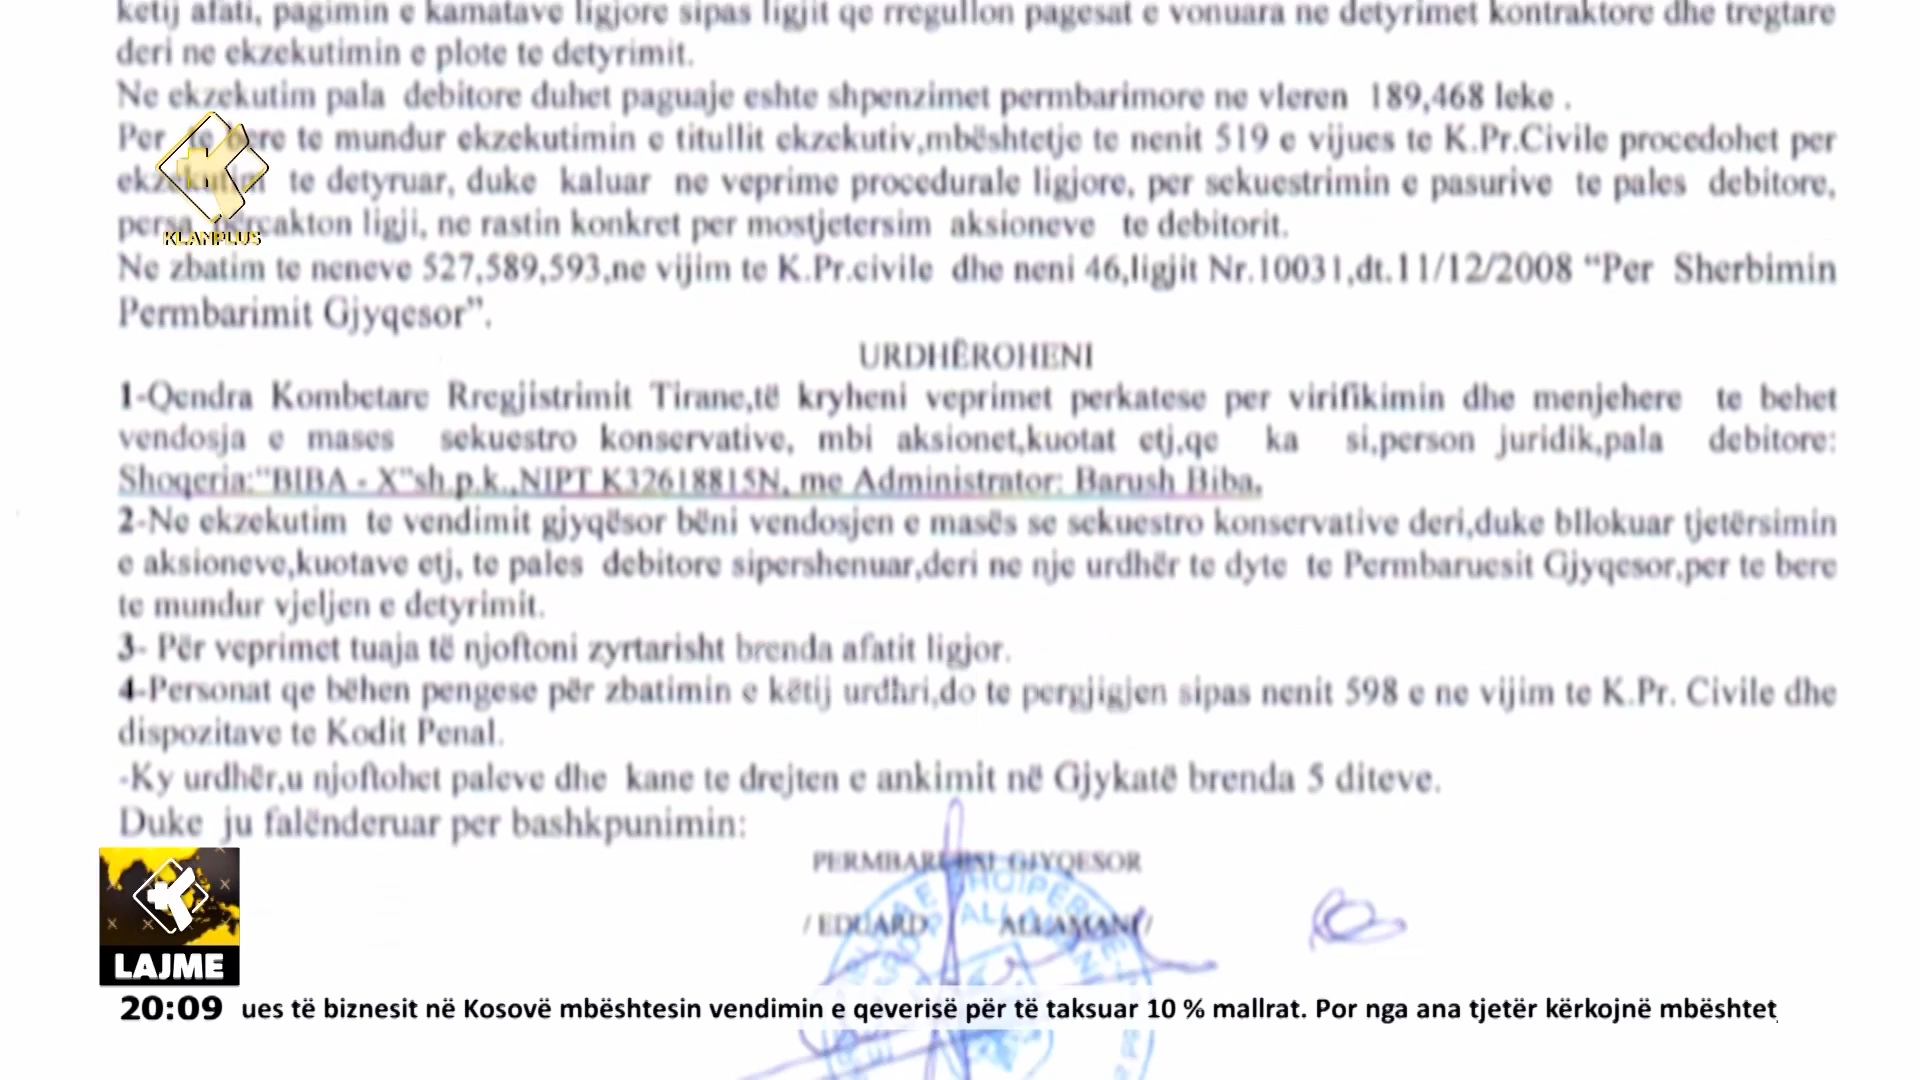 ketij afati, pagimin e kamatave ligjore sipas ligjit qe rregullon pagesat e vonuara ne detyrimet kontraktore dhe tregtare
deri ne ekzekutimin e plote te detyrimit.
Ne ekzekutim pala debitore duhet paguaje eshte shpenzimet permbarimore ne vleren 189,468 leke .
Per te bere te mundur ekzekutimin e titullit ekzekutiv,mbështetje te nenit 519 e vijues te K.Pr.Civile procedohet per
ekzekutim te detyruar, duke kaluar ne veprime procedurale ligjore, per sekuestrimin e pasurive te pales debitore,
ligji, ne rastin konkret per mostjetersim aksioneve te debitorit.
KLANPLUS
Ne zbatim te neneve 527,589,593,ne vijim te K.Pr.civile dhe neni 46,ligjit Nr.10031,dt.11/12/2008 “Per Sherbimin
Permbarimit Gjyqesor”.
URDHËROHENI
1-Qendra Kombetare Rregjistrimit Tirane,të kryheni veprimet perkatese per virifikimin dhe menjehere te behet
vendosja e mases sekuestro konservative, mbi aksionet,kuotat etj,qe ka si,person juridik,pala debitore:
Shoqeria:"BIBA - X"sh.p.k.,NIPT K32618815N, me Administrator: Barush Biba.
2-Ne ekzekutim te vendimit gjyqësor bëni vendosjen e masës se sekuestro konservative deri,duke bllokuar tjetërsimin
e aksioneve,kuotave etj, te pales debitore sipershenuar,deri ne nje urdhër te dyte te Permbaruesit Gjyqesor,per te bere
te mundur vjeljen e detyrimit.
3- Për veprimet tuaja të njoftoni zyrtarisht brenda afatit ligjor.
4-Personat qe bëhen pengese për zbatimin e këtij urdhri,do te pergjigjen sipas nenit 598 e ne vijim te K.Pr. Civile dhe
dispozitave te Kodit Penal.
-Ky urdhër,u njoftohet paleve dhe kane te drejten e ankimit në Gjykatë brenda 5 diteve.
Duke ju falënderuar per bashkpunimin:
PERMBARUESI GJYQESOR
/ EDUARD ALLAMANI /
LAJME
20:09 ues të biznesit në Kosovë mbështesin vendimin e qeverisë për të taksuar 10 % mallrat. Por nga ana tjetër kërkojnë mbështet